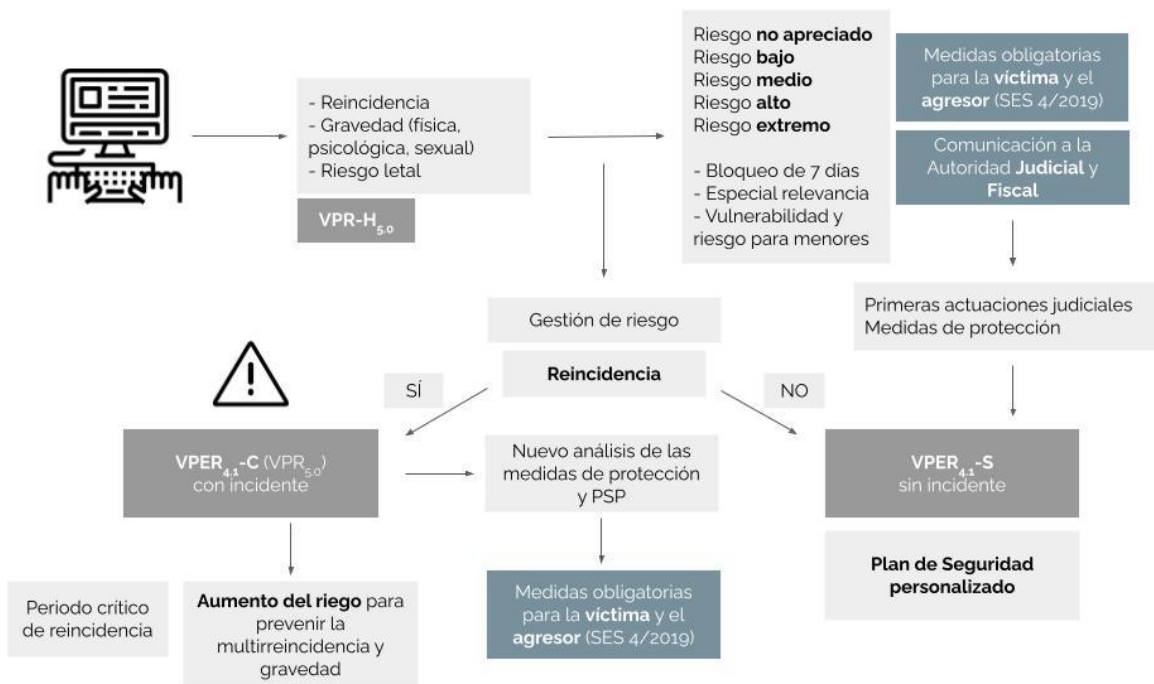 - Reincidencia
- Gravedad (física,
psicológica, sexual)
- Riesgo letal
VPR-H5.0
Riesgo no apreciado
Riesgo bajo
Riesgo medio
Riesgo alto
Riesgo extremo
- Bloqueo de 7 días
- Especial relevancia
- Vulnerabilidad y
riesgo para menores
Medidas obligatorias
para la víctima y el
agresor (SES 4/2019)
Comunicación a la
Autoridad Judicial y
Fiscal
Primeras actuaciones judiciales
Medidas de protección
Gestión de riesgo
Reincidencia
SÍ
NO
VPER4.1-C (VPR5.0)
con incidente
Nuevo análisis de las
medidas de protección
y PSP
VPER4.1-S
sin incidente
Plan de Seguridad
personalizado
Periodo crítico
de reincidencia
Aumento del riego para
prevenir la
multirreincidencia y
gravedad
Medidas obligatorias
para la víctima y el
agresor (SES 4/2019)